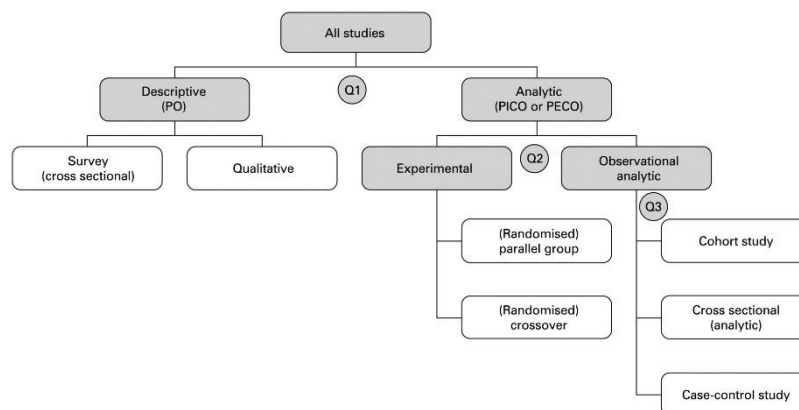 All studies
Q1
Descriptive
(PO)
Analytic
(PICO or PECO)
Q2
Survey
(cross sectional)
Qualitative
Experimental
Observational
analytic
Q3
(Randomised)
parallel group
Cohort study
(Randomised)
crossover
Cross sectional
(analytic)
Case-control study